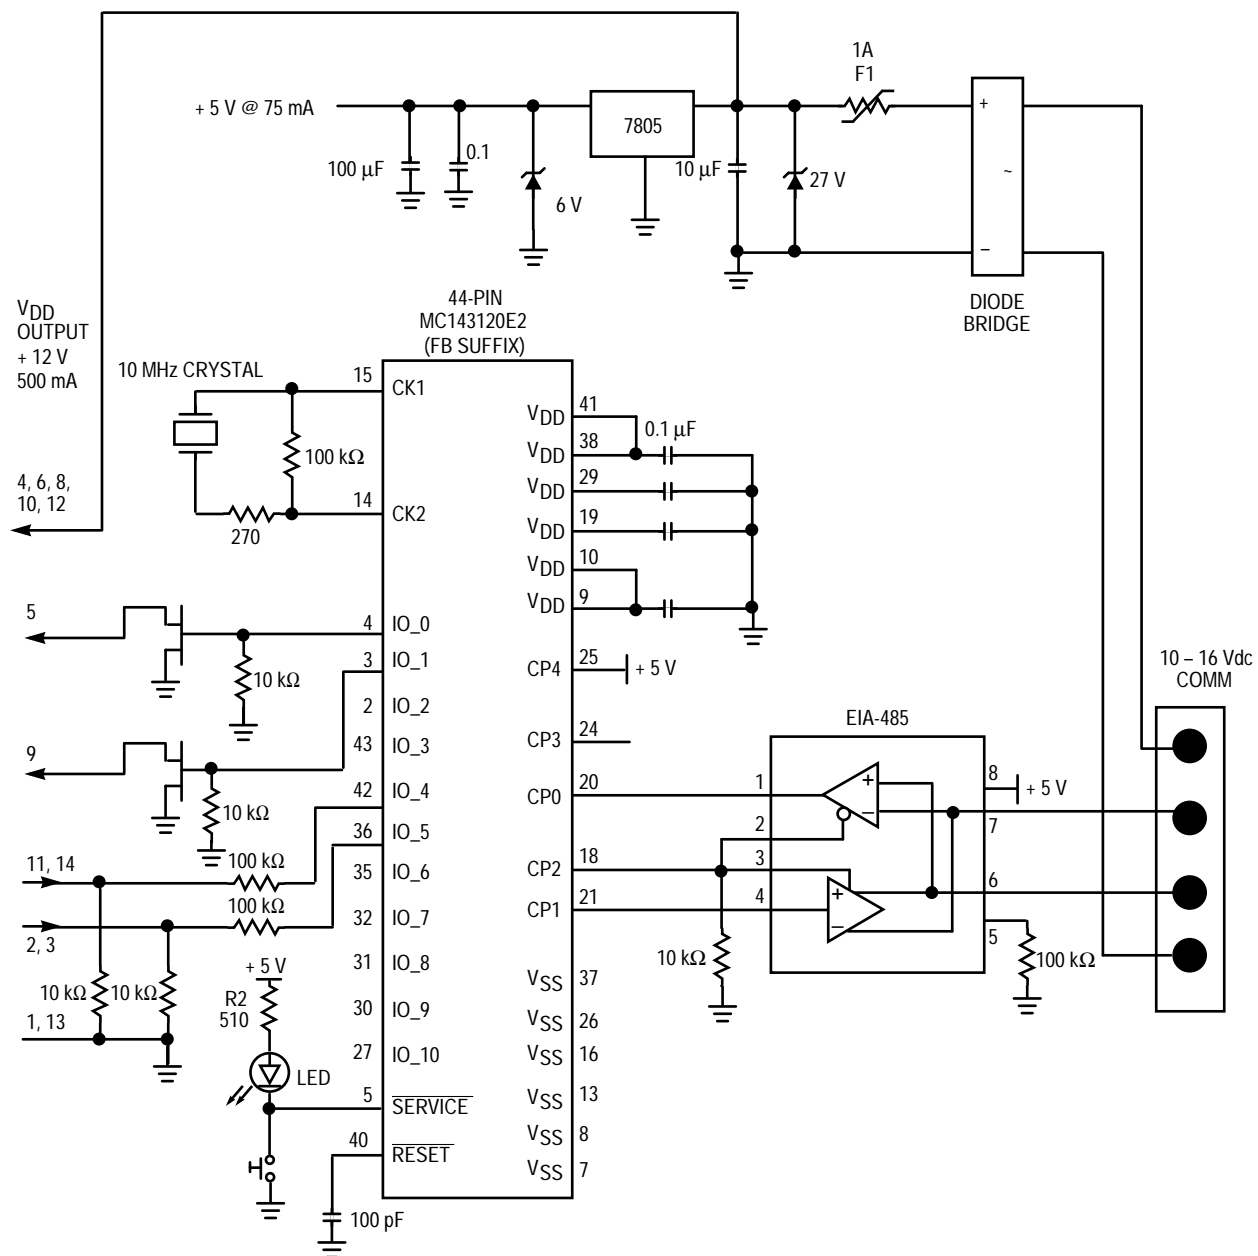 1A
F1
+ 5 V @ 75 mA
7805
100 µF
0.1
6 V
10 µF
27 V
+
~
−
DIODE
BRIDGE
VDD
OUTPUT
+ 12 V
500 mA
4, 6, 8,
10, 12
44-PIN
MC143120E2
(FB SUFFIX)
10 MHz CRYSTAL
100 kΩ
270
15 CK1
14 CK2
4 IO_0
3 IO_1
2 IO_2
43 IO_3
42 IO_4
36 IO_5
35 IO_6
32 IO_7
31 IO_8
30 IO_9
27 IO_10
5 SERVICE
40 RESET
VDD 41
VDD 38
VDD 29
VDD 19
VDD 10
VDD 9
0.1 µF
CP4 25
+ 5 V
CP3 24
CP0 20
CP2 18
CP1 21
VSS 37
VSS 26
VSS 16
VSS 13
VSS 8
VSS 7
5
10 kΩ
9
10 kΩ
11, 14
100 kΩ
100 kΩ
2, 3
10 kΩ
10 kΩ
1, 13
+ 5 V
R2
510
LED
100 pF
EIA-485
1
2
3
4
+
−
+
−
8
+ 5 V
7
6
5
10 kΩ
100 kΩ
10 – 16 Vdc
COMM